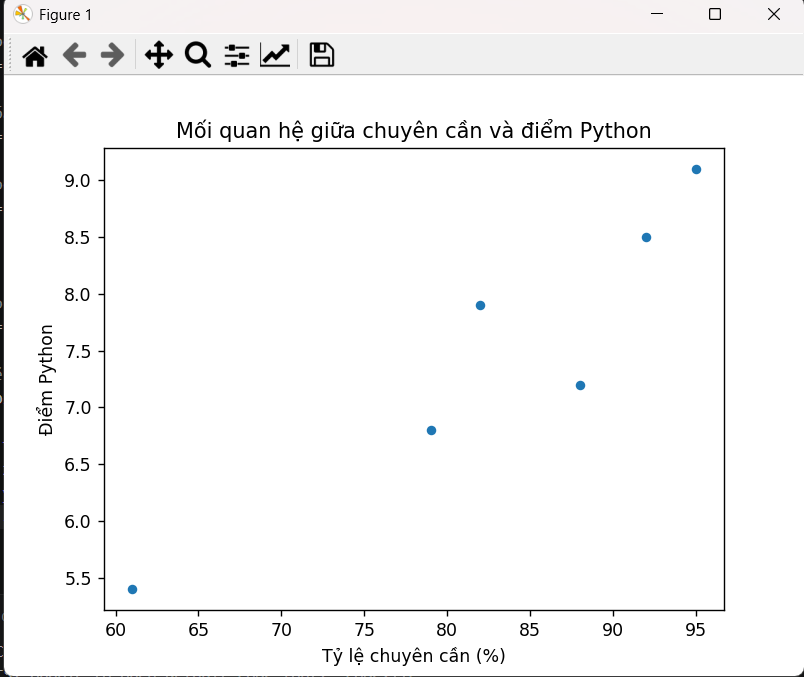 Figure 1
Mối quan hệ giữa chuyên cần và điểm Python
9.0
8.5
8.0
7.5
7.0
6.5
6.0
5.5
Điểm Python
60 65 70 75 80 85 90 95
Tỷ lệ chuyên cần (%)